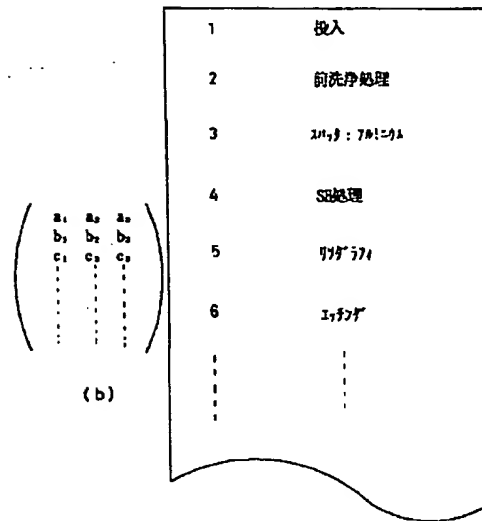 1 投入
2 前洗浄処理
3 スパッタ：アルミニウム
4 SB処理
5 リソグラフィ
6 エッチング
a₁ a₂ a₃
b₁ b₂ b₃
c₁ c₂ c₃
(b)